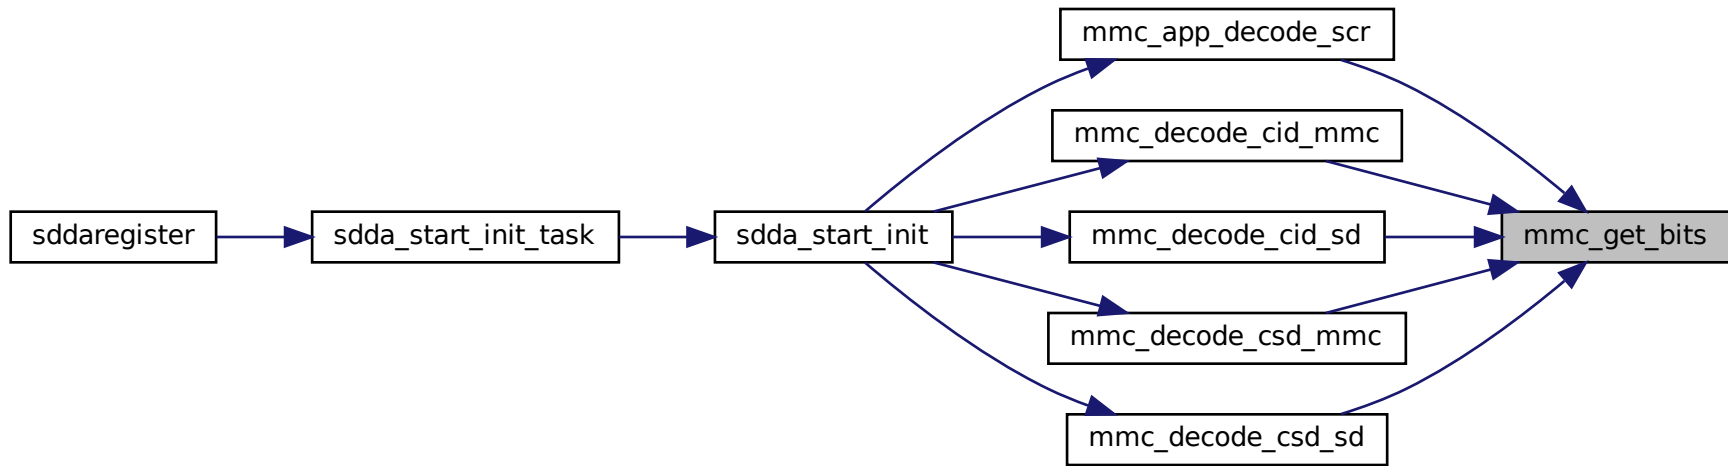 mmc_app_decode_scr
mmc_decode_cid_mmc
sddaregister
sdda_start_init_task
sdda_start_init
mmc_decode_cid_sd
mmc_get_bits
mmc_decode_csd_mmc
mmc_decode_csd_sd